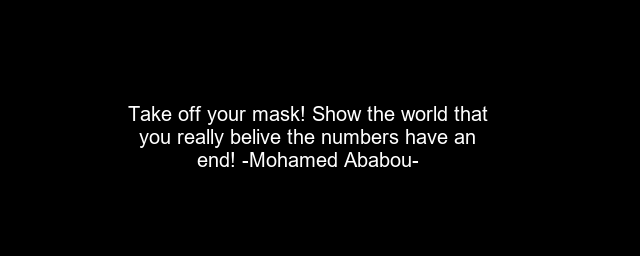 Take off your mask! Show the world that
you really belive the numbers have an
end! -Mohamed Ababou-